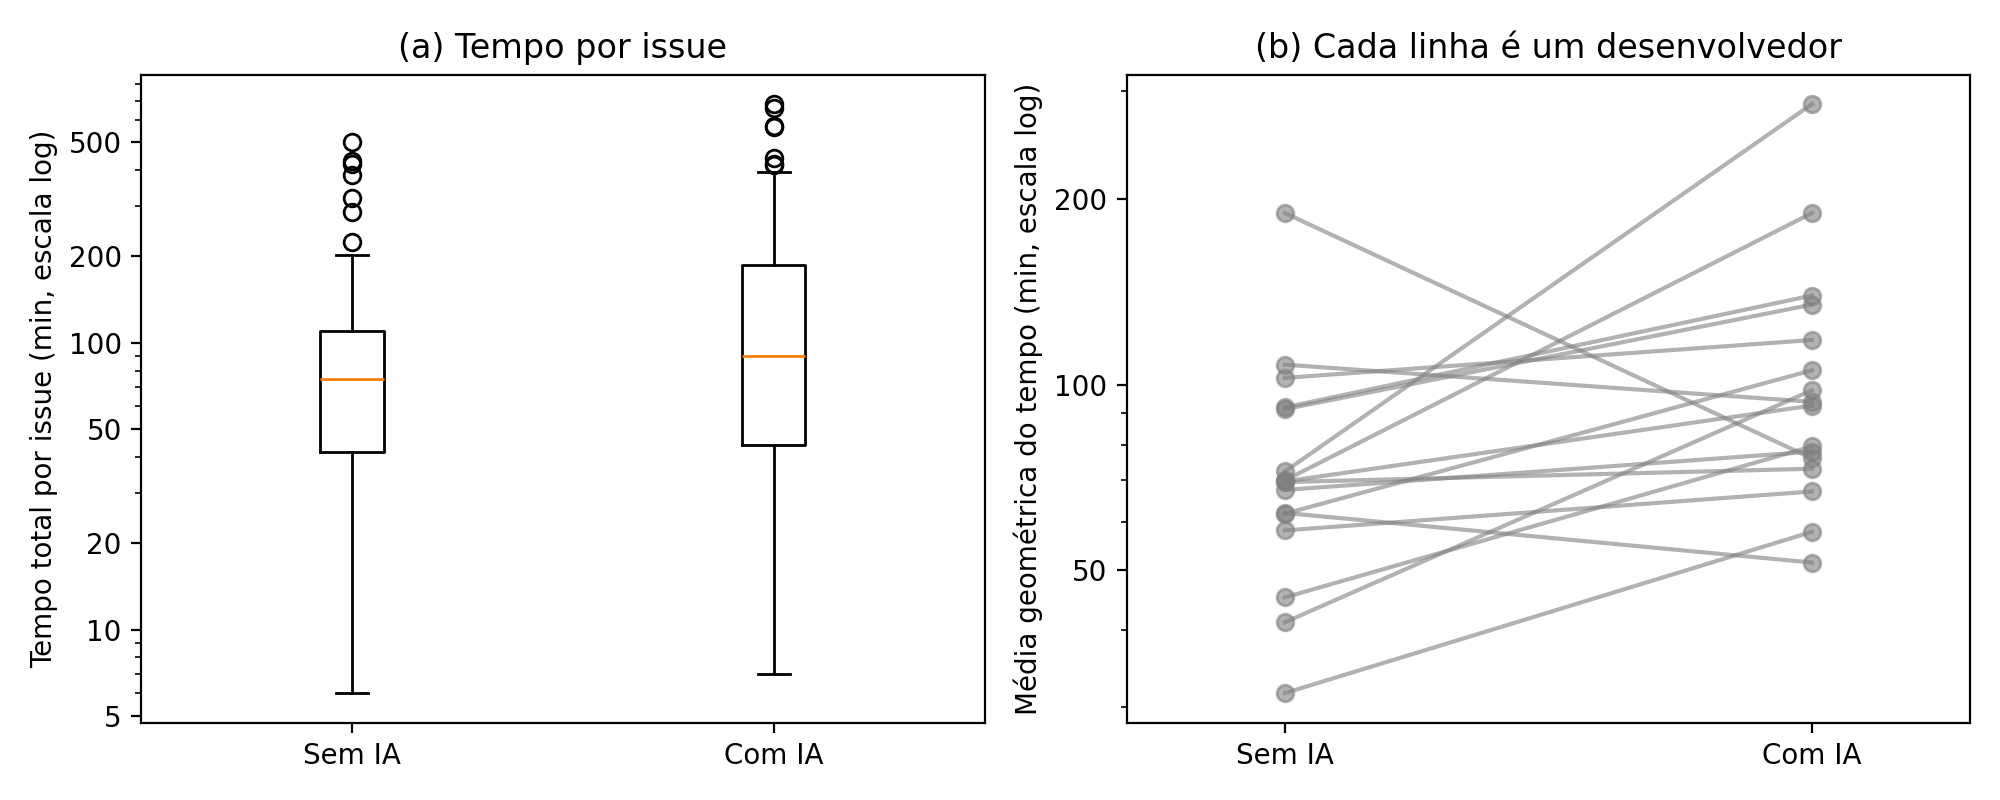 (a) Tempo por issue
Tempo total por issue (min, escala log)
500
200
100
50
20
10
5
Sem IA
Com IA
(b) Cada linha é um desenvolvedor
Média geométrica do tempo (min, escala log)
200
100
50
Sem IA
Com IA